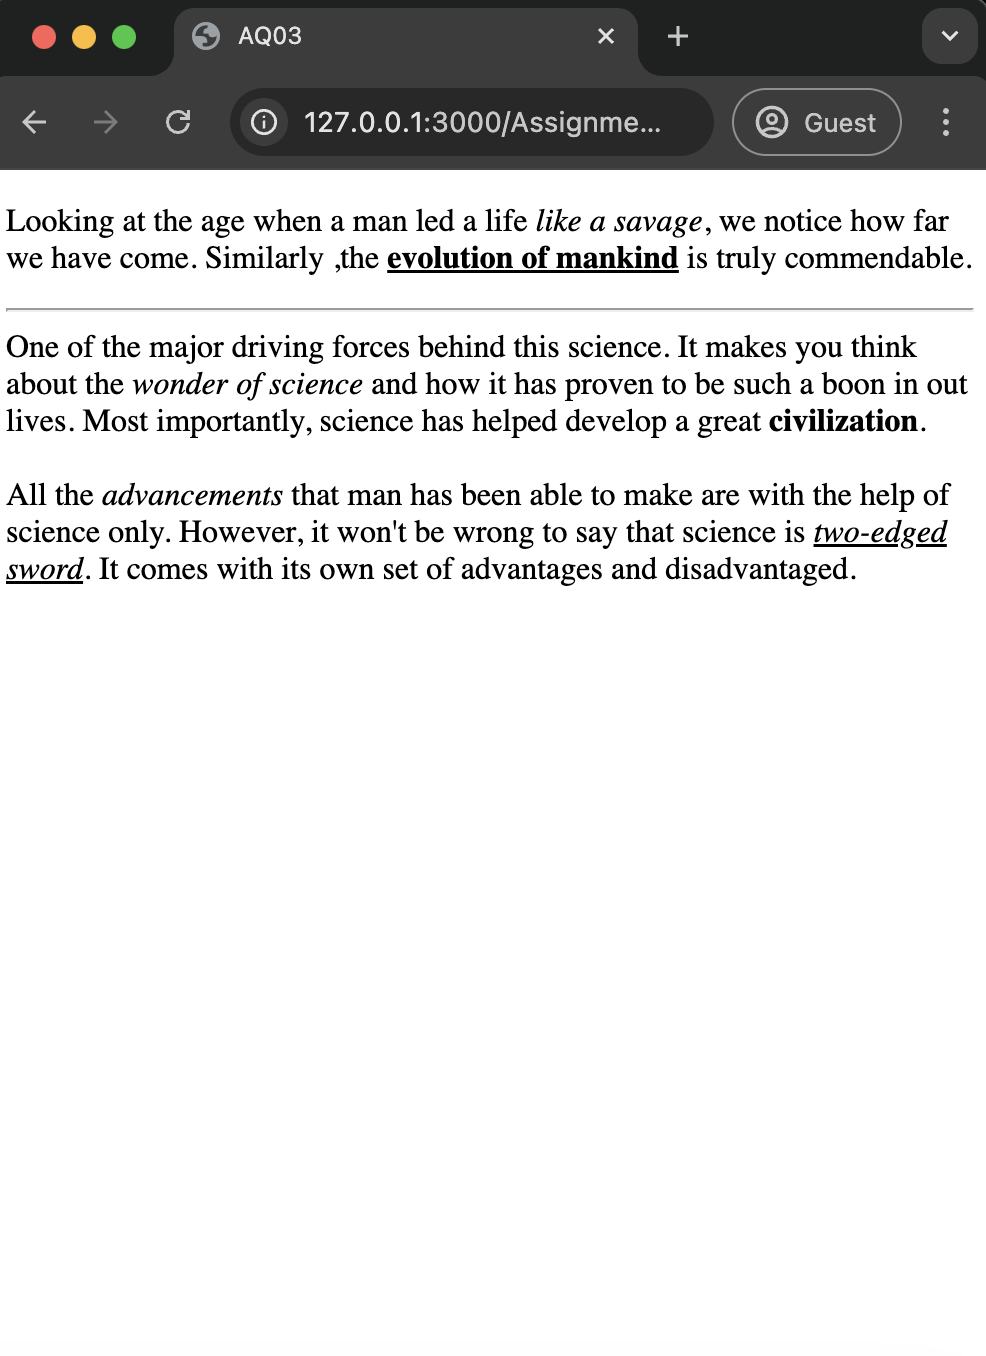 AQ03
127.0.0.1:3000/Assignme...
Guest
Looking at the age when a man led a life like a savage, we notice how far
we have come. Similarly ,the evolution of mankind is truly commendable.
One of the major driving forces behind this science. It makes you think
about the wonder of science and how it has proven to be such a boon in out
lives. Most importantly, science has helped develop a great civilization.
All the advancements that man has been able to make are with the help of
science only. However, it won't be wrong to say that science is two-edged
sword. It comes with its own set of advantages and disadvantaged.